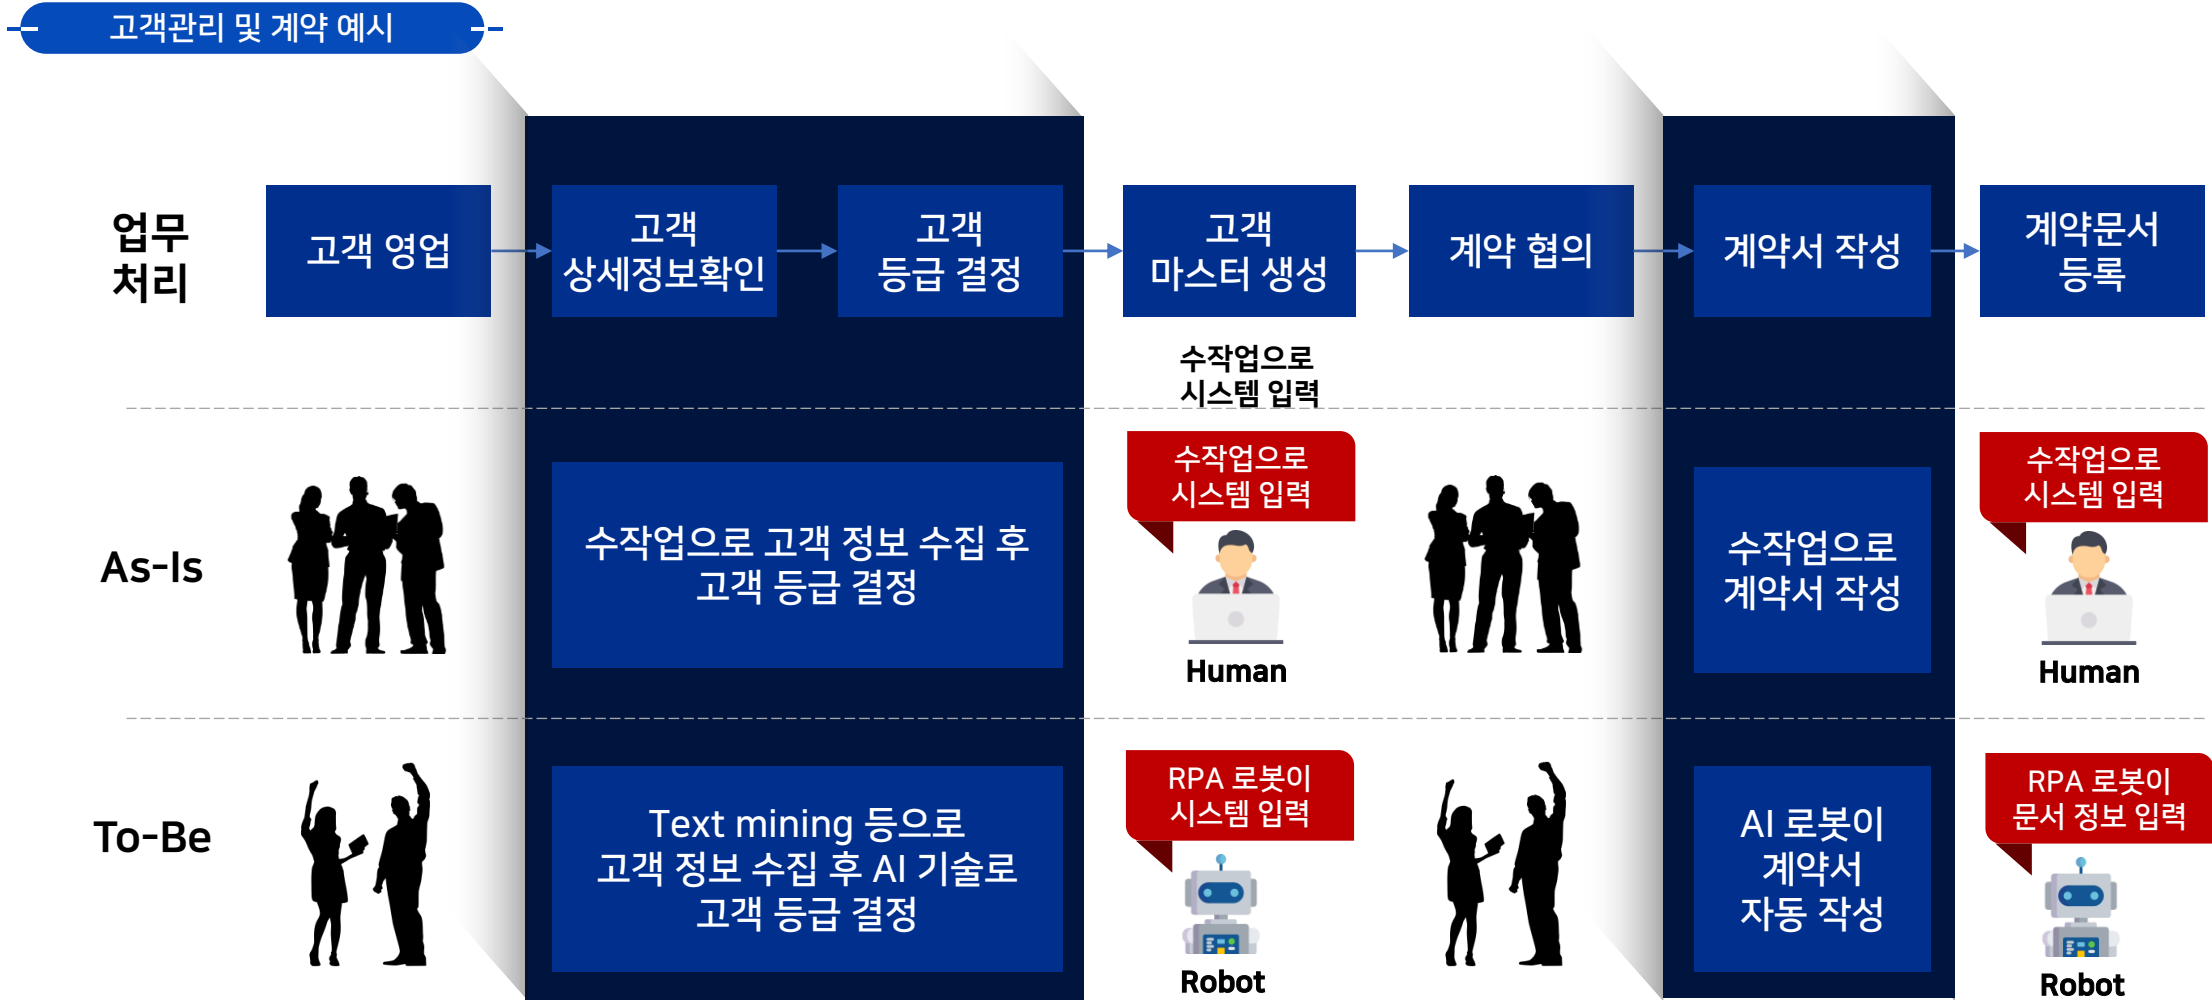 고객관리 및 계약 예시
업무
처리
고객 영업
고객
상세정보확인
고객
등급 결정
고객
마스터 생성
계약 협의
계약서 작성
계약문서
등록
수작업으로
시스템 입력
As-Is
수작업으로 고객 정보 수집 후
고객 등급 결정
수작업으로
시스템 입력
Human
수작업으로
계약서 작성
수작업으로
시스템 입력
Human
To-Be
Text mining 등으로
고객 정보 수집 후 AI 기술로
고객 등급 결정
RPA 로봇이
시스템 입력
Robot
AI 로봇이
계약서
자동 작성
RPA 로봇이
문서 정보 입력
Robot